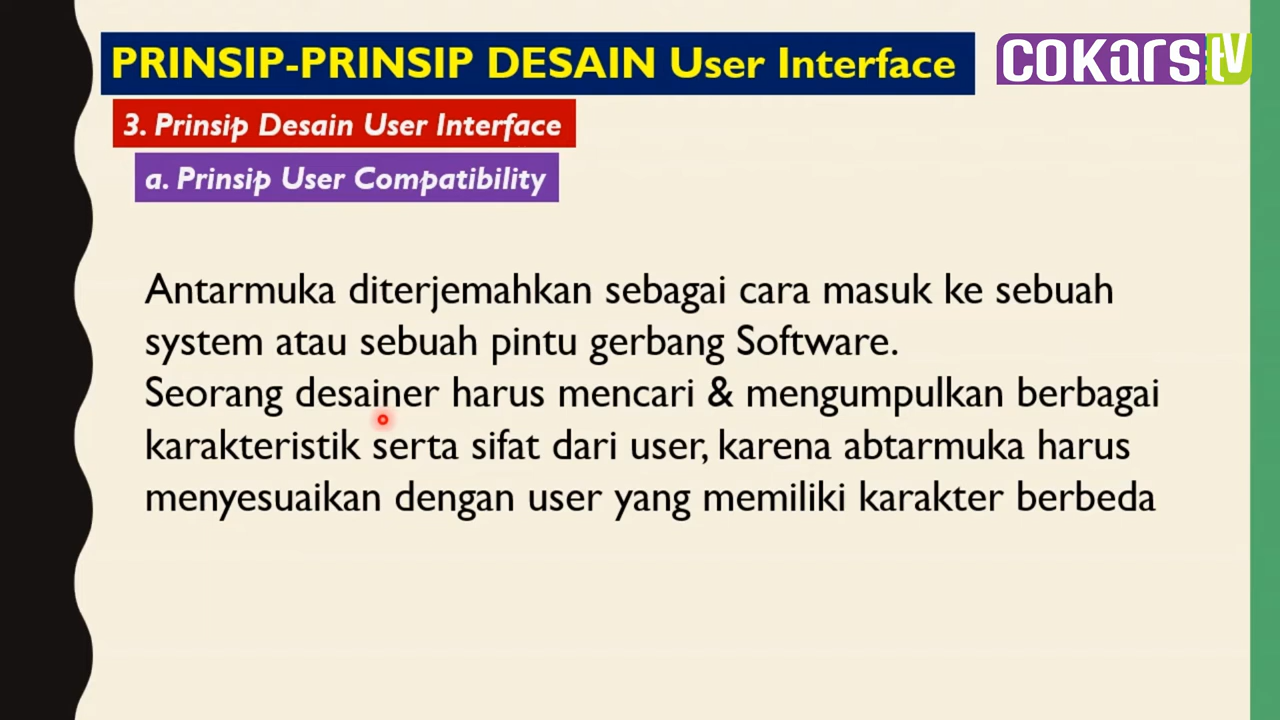 PRINSIP-PRINSIP DESAIN User Interface
cokarstv
3. Prinsip Desain User Interface
a. Prinsip User Compatibility
Antarmuka diterjemahkan sebagai cara masuk ke sebuah
system atau sebuah pintu gerbang Software.
Seorang desainer harus mencari & mengumpulkan berbagai
karakteristik serta sifat dari user, karena abtarmuka harus
menyesuaikan dengan user yang memiliki karakter berbeda